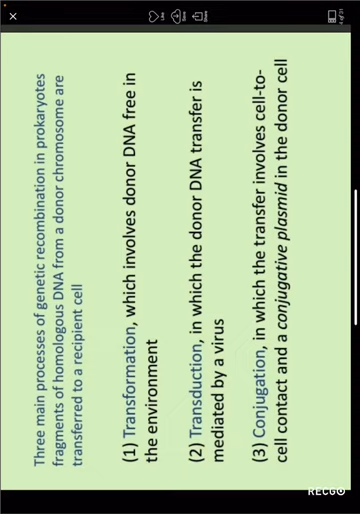 Like
Save
Share
Three main processes of genetic recombination in prokaryotes
fragments of homologous DNA from a donor chromosome are
transferred to a recipient cell
(1) Transformation, which involves donor DNA free in
the environment
(2) Transduction, in which the donor DNA transfer is
mediated by a virus
(3) Conjugation, in which the transfer involves cell-to-
cell contact and a conjugative plasmid in the donor cell
RECGO